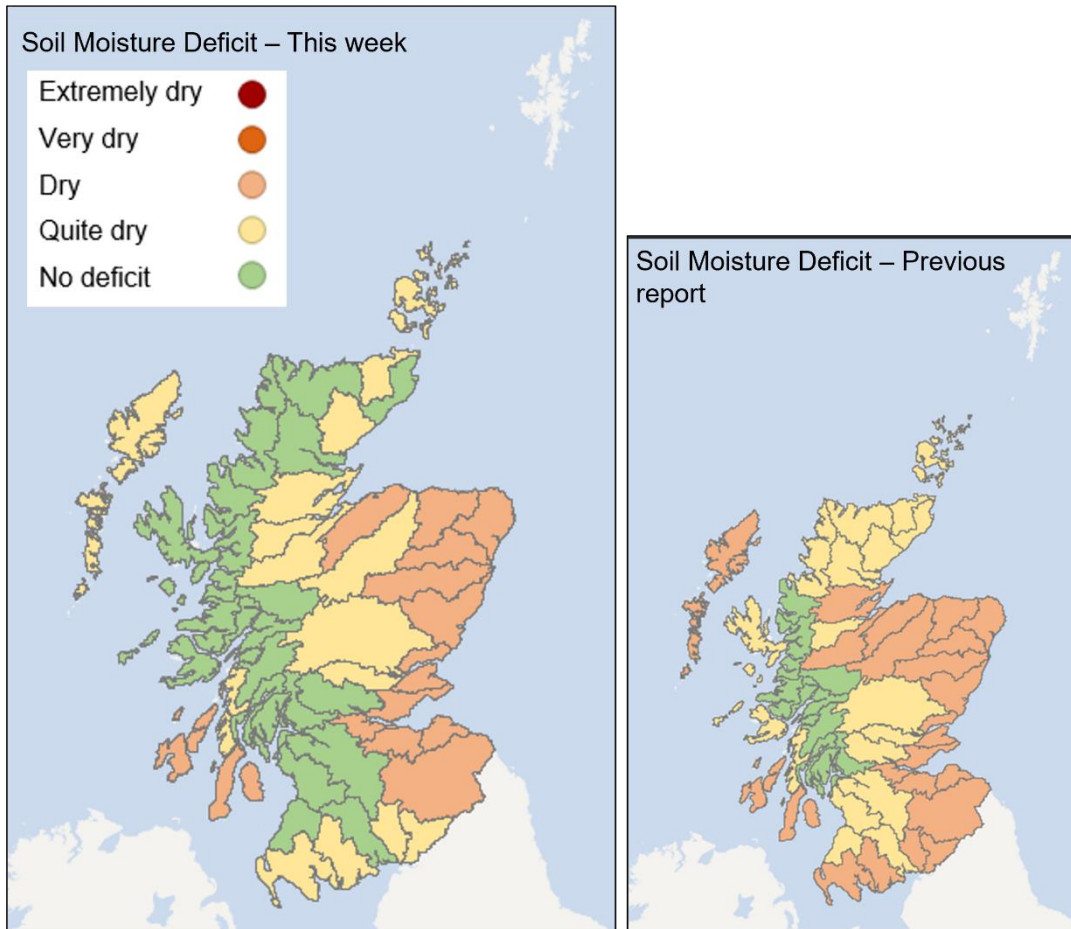 Soil Moisture Deficit – This week
Extremely dry
Very dry
Dry
Quite dry
No deficit
Soil Moisture Deficit – Previous
report